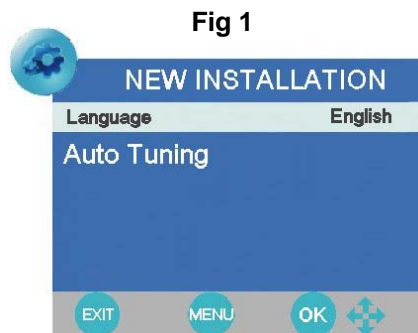 Fig 1
NEW INSTALLATION
Language English
Auto Tuning
EXIT MENU OK